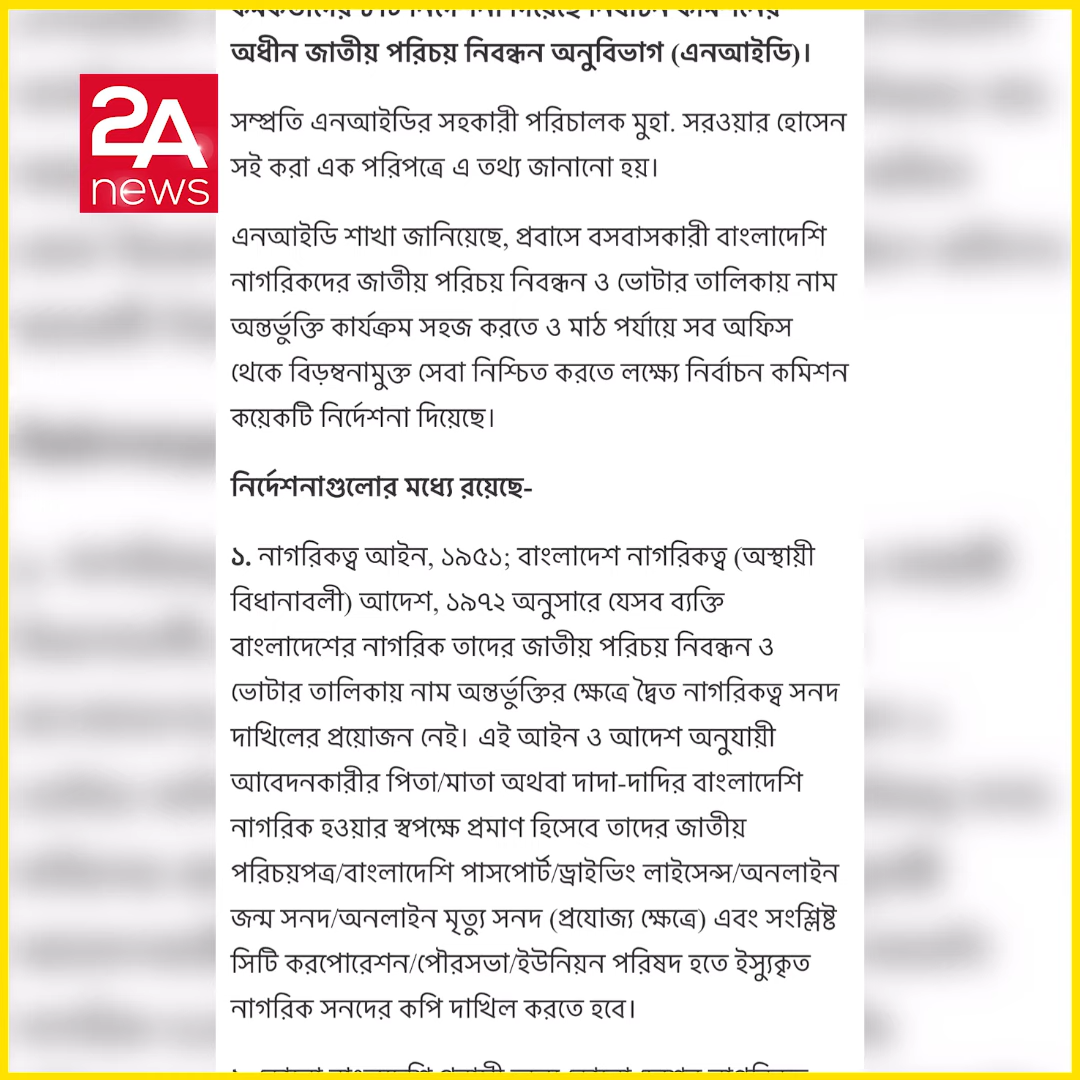 অধীন জাতীয় পরিচয় নিবন্ধন অনুবিভাগ (এনআইডি)।
2A
news
সম্প্রতি এনআইডির সহকারী পরিচালক মুহা. সরওয়ার হোসেন
সই করা এক পরিপত্রে এ তথ্য জানানো হয়।
এনআইডি শাখা জানিয়েছে, প্রবাসে বসবাসকারী বাংলাদেশি
নাগরিকদের জাতীয় পরিচয় নিবন্ধন ও ভোটার তালিকায় নাম
অন্তর্ভুক্তি কার্যক্রম সহজ করতে ও মাঠ পর্যায়ে সব অফিস
থেকে বিড়ম্বনামুক্ত সেবা নিশ্চিত করতে লক্ষ্যে নির্বাচন কমিশন
কয়েকটি নির্দেশনা দিয়েছে।
নির্দেশনাগুলোর মধ্যে রয়েছে-
১. নাগরিকত্ব আইন, ১৯৫১; বাংলাদেশ নাগরিকত্ব (অস্থায়ী
বিধানাবলী) আদেশ, ১৯৭২ অনুসারে যেসব ব্যক্তি
বাংলাদেশের নাগরিক তাদের জাতীয় পরিচয় নিবন্ধন ও
ভোটার তালিকায় নাম অন্তর্ভুক্তির ক্ষেত্রে দ্বৈত নাগরিকত্ব সনদ
দাখিলের প্রয়োজন নেই। এই আইন ও আদেশ অনুযায়ী
আবেদনকারীর পিতা/মাতা অথবা দাদা-দাদির বাংলাদেশি
নাগরিক হওয়ার স্বপক্ষে প্রমাণ হিসেবে তাদের জাতীয়
পরিচয়পত্র/বাংলাদেশি পাসপোর্ট/ড্রাইভিং লাইসেন্স/অনলাইন
জন্ম সনদ/অনলাইন মৃত্যু সনদ (প্রযোজ্য ক্ষেত্রে) এবং সংশ্লিষ্ট
সিটি করপোরেশন/পৌরসভা/ইউনিয়ন পরিষদ হতে ইস্যুকৃত
নাগরিক সনদের কপি দাখিল করতে হবে।